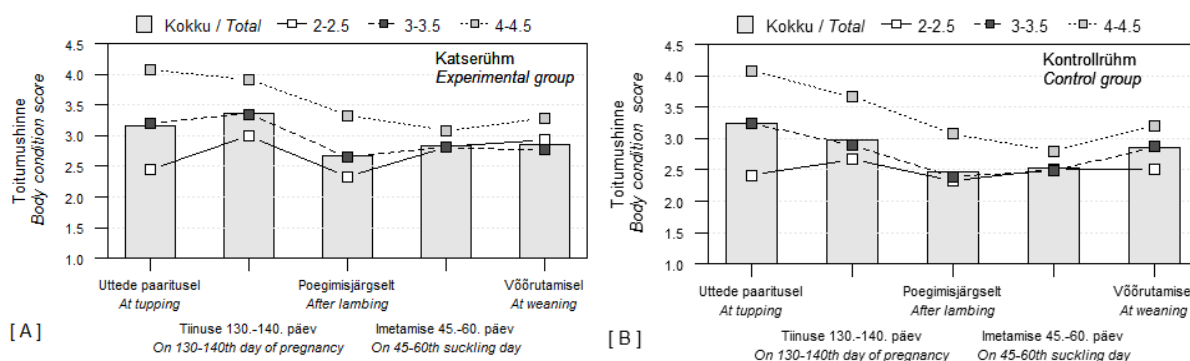 Kokku / Total 2-2.5 3-3.5 4-4.5
Katserühm
Experimental group
Toitumushinne
Body condition score
4.5
4.0
3.5
3.0
2.5
2.0
1.5
1.0
Uttede paaritusel
At tupping
Poegimisjärgselt
After lambing
Võõrutamisel
At weaning
Tiinuse 130.-140. päev
On 130-140th day of pregnancy
Imetamise 45.-60. päev
On 45-60th suckling day
[ A ]
Kokku / Total 2-2.5 3-3.5 4-4.5
Kontrollrühm
Control group
Toitumushinne
Body condition score
4.5
4.0
3.5
3.0
2.5
2.0
1.5
1.0
Uttede paaritusel
At tupping
Poegimisjärgselt
After lambing
Võõrutamisel
At weaning
Tiinuse 130.-140. päev
On 130-140th day of pregnancy
Imetamise 45.-60. päev
On 45-60th suckling day
[ B ]